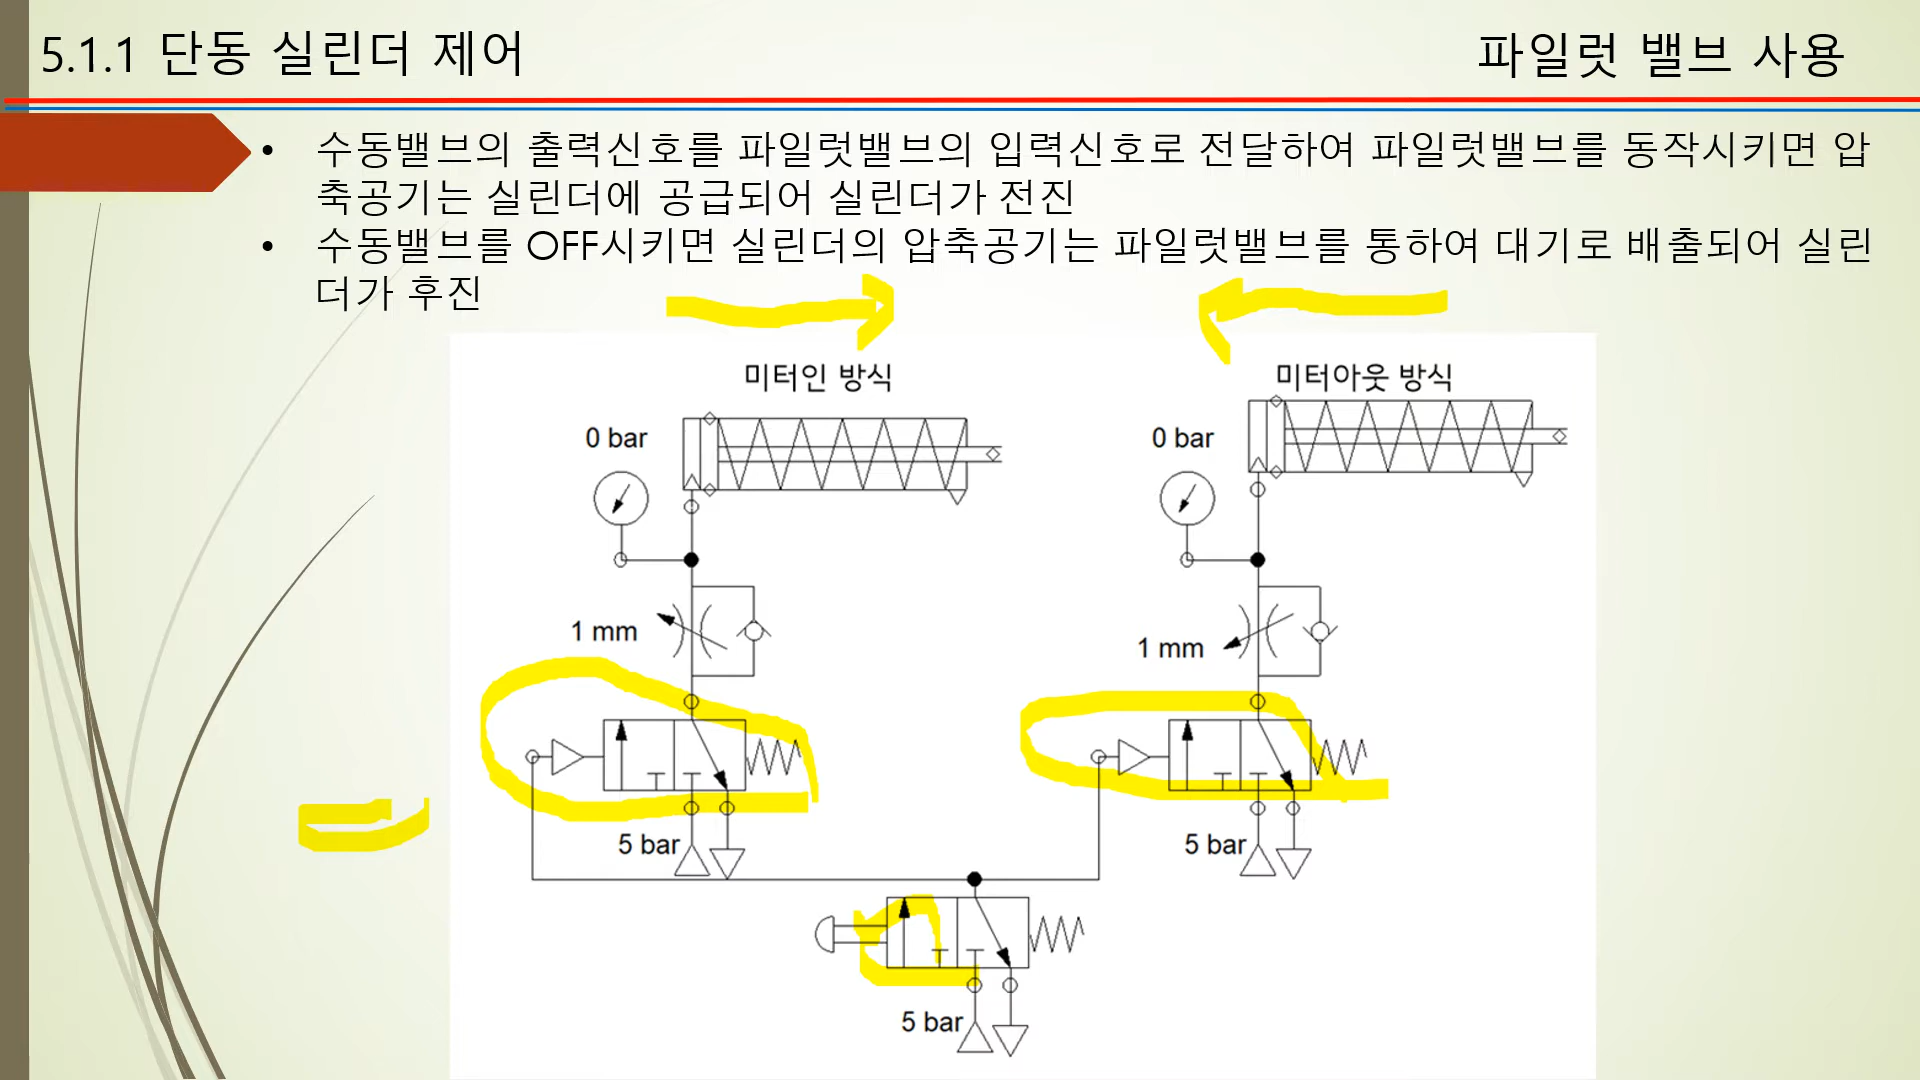 5.1.1 단동 실린더 제어
파일럿 밸브 사용
• 수동밸브의 출력신호를 파일럿밸브의 입력신호로 전달하여 파일럿밸브를 동작시키면 압
축공기는 실린더에 공급되어 실린더가 전진
• 수동밸브를 OFF시키면 실린더의 압축공기는 파일럿밸브를 통하여 대기로 배출되어 실린
더가 후진
미터인 방식
미터아웃 방식
0 bar
0 bar
1 mm
1 mm
5 bar
5 bar
5 bar